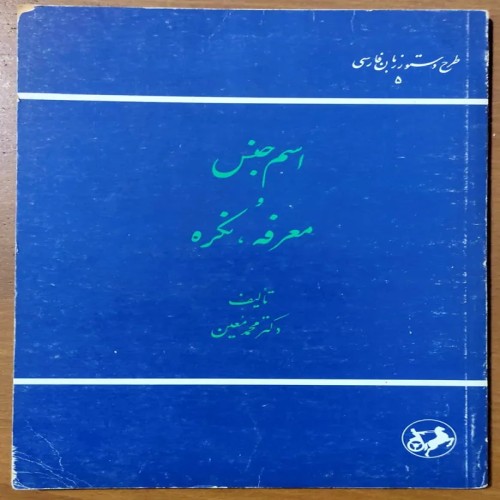 طرح دستور زبان فارسی
۵
اسم جنس
و
معرفه، نکره
تألیف
دکتر محمد معین